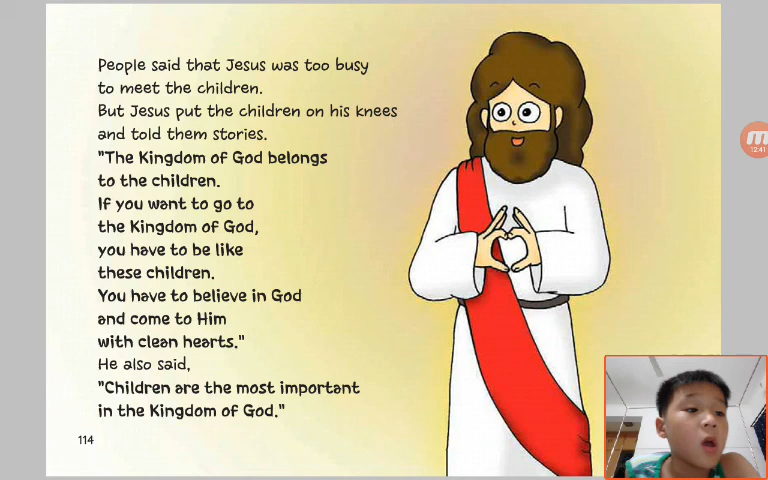 People said that Jesus was too busy
to meet the children.
But Jesus put the children on his knees
and told them stories.
"The Kingdom of God belongs
to the children.
If you want to go to
the Kingdom of God,
you have to be like
these children.
You have to believe in God
and come to Him
with clean hearts."
He also said,
"Children are the most important
in the Kingdom of God."
114
12:41